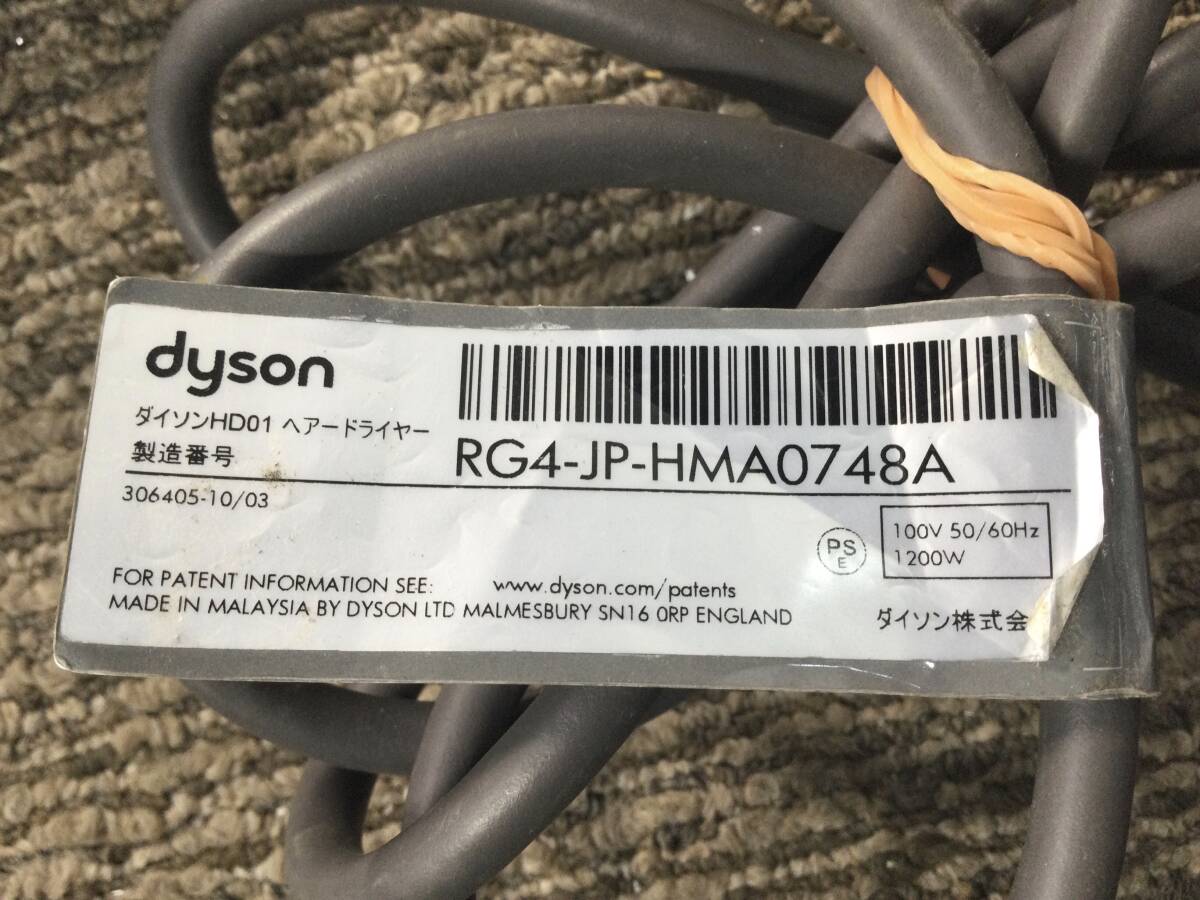 dyson
ダイソンHD01 ヘアードライヤー
製造番号
RG4-JP-HMA0748A
306405-10/03
PS
E
100V 50/60Hz
1200W
FOR PATENT INFORMATION SEE: www.dyson.com/patents
MADE IN MALAYSIA BY DYSON LTD MALMESBURY SN16 0RP ENGLAND
ダイソン株式会